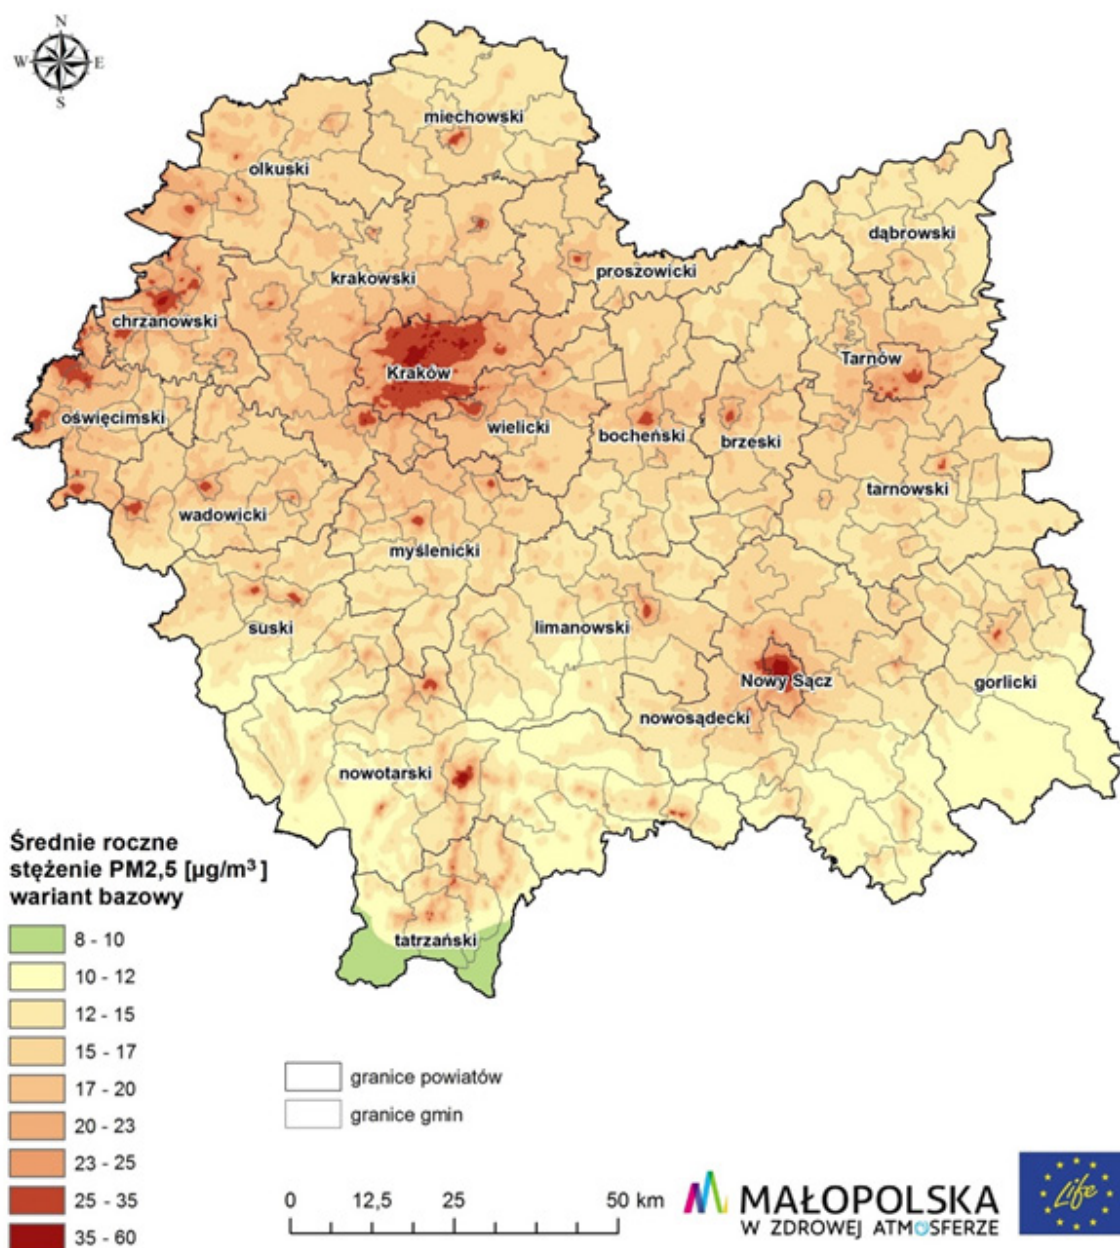 N
W E
S
miechowski
olkuski
dąbrowski
krakowski
proszowicki
chrzanowski
Tarnów
Kraków
oświęcimski
wielicki
bocheński
brzeski
tarnowski
wadowicki
myślenicki
suski
limanowski
Nowy Sącz
gorlicki
nowosądecki
nowotarski
tatrzański
Średnie roczne
stężenie PM2,5 [µg/m³]
wariant bazowy
8 - 10
10 - 12
12 - 15
15 - 17
17 - 20
20 - 23
23 - 25
25 - 35
35 - 60
granice powiatów
granice gmin
0 12,5 25 50 km
MAŁOPOLSKA
W ZDROWEJ ATMOSFERZE
Life